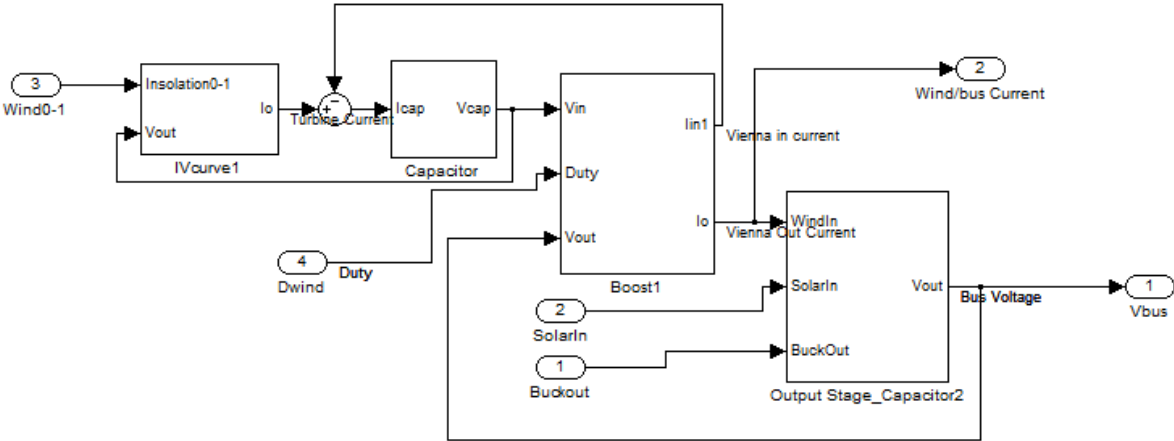 3
Wind0-1
Insolation0-1
Vout
Io
IVcurve1
+
−
Turbine Current
Icap
Vcap
Capacitor
Vin
Duty
Vout
Iin1
Io
Boost1
Vienna in current
Vienna Out Current
2
Wind/bus Current
4
Dwind
Duty
2
SolarIn
1
Buckout
WindIn
SolarIn
BuckOut
Vout
Output Stage_Capacitor2
Bus Voltage
1
Vbus